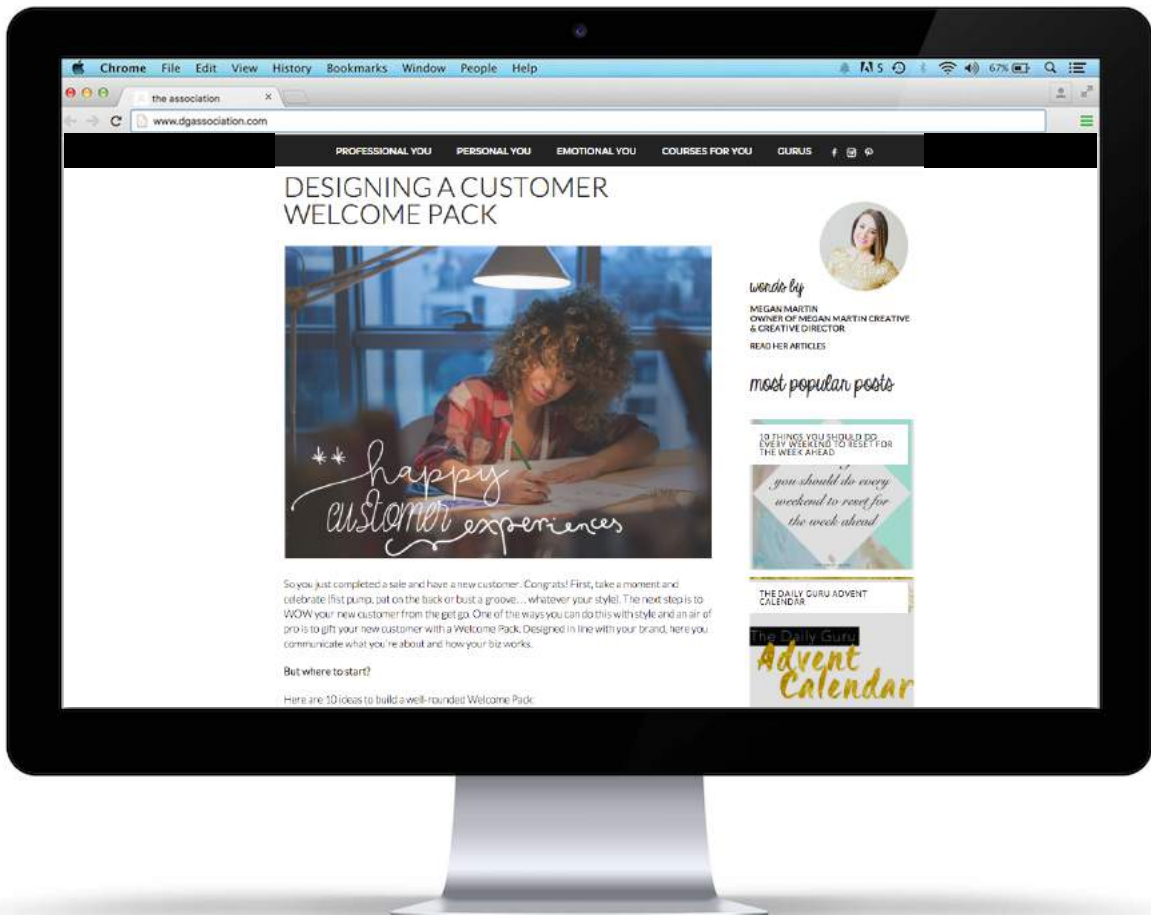 Chrome File Edit View History Bookmarks Window People Help
67%
the association
www.dgassociation.com
PROFESSIONAL YOU PERSONAL YOU EMOTIONAL YOU COURSES FOR YOU GURUS
DESIGNING A CUSTOMER
WELCOME PACK
happy
customer experiences
So you just completed a sale and have a new customer. Congrats! First, take a moment and
celebrate (fist pump, pat on the back or bust a groove… whatever your style). The next step is to
WOW your new customer from the get go. One of the ways you can do this with style and an air of
pro is to gift your new customer with a Welcome Pack. Designed in line with your brand, here you
communicate what you're about and how your biz works.
But where to start?
Here are 10 ideas to build a well-rounded Welcome Pack:
words by
MEGAN MARTIN
OWNER OF MEGAN MARTIN CREATIVE
& CREATIVE DIRECTOR
READ HER ARTICLES
most popular posts
10 THINGS YOU SHOULD DO
EVERY WEEKEND TO RESET FOR
THE WEEK AHEAD
you should do every
weekend to reset for
the week ahead
THE DAILY GURU ADVENT
CALENDAR
The Daily Guru
Advent
Calendar